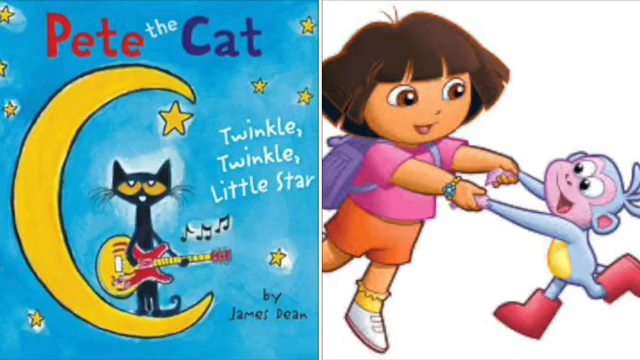 Pete the Cat
Twinkle,
Twinkle,
Little Star
by
James Dean